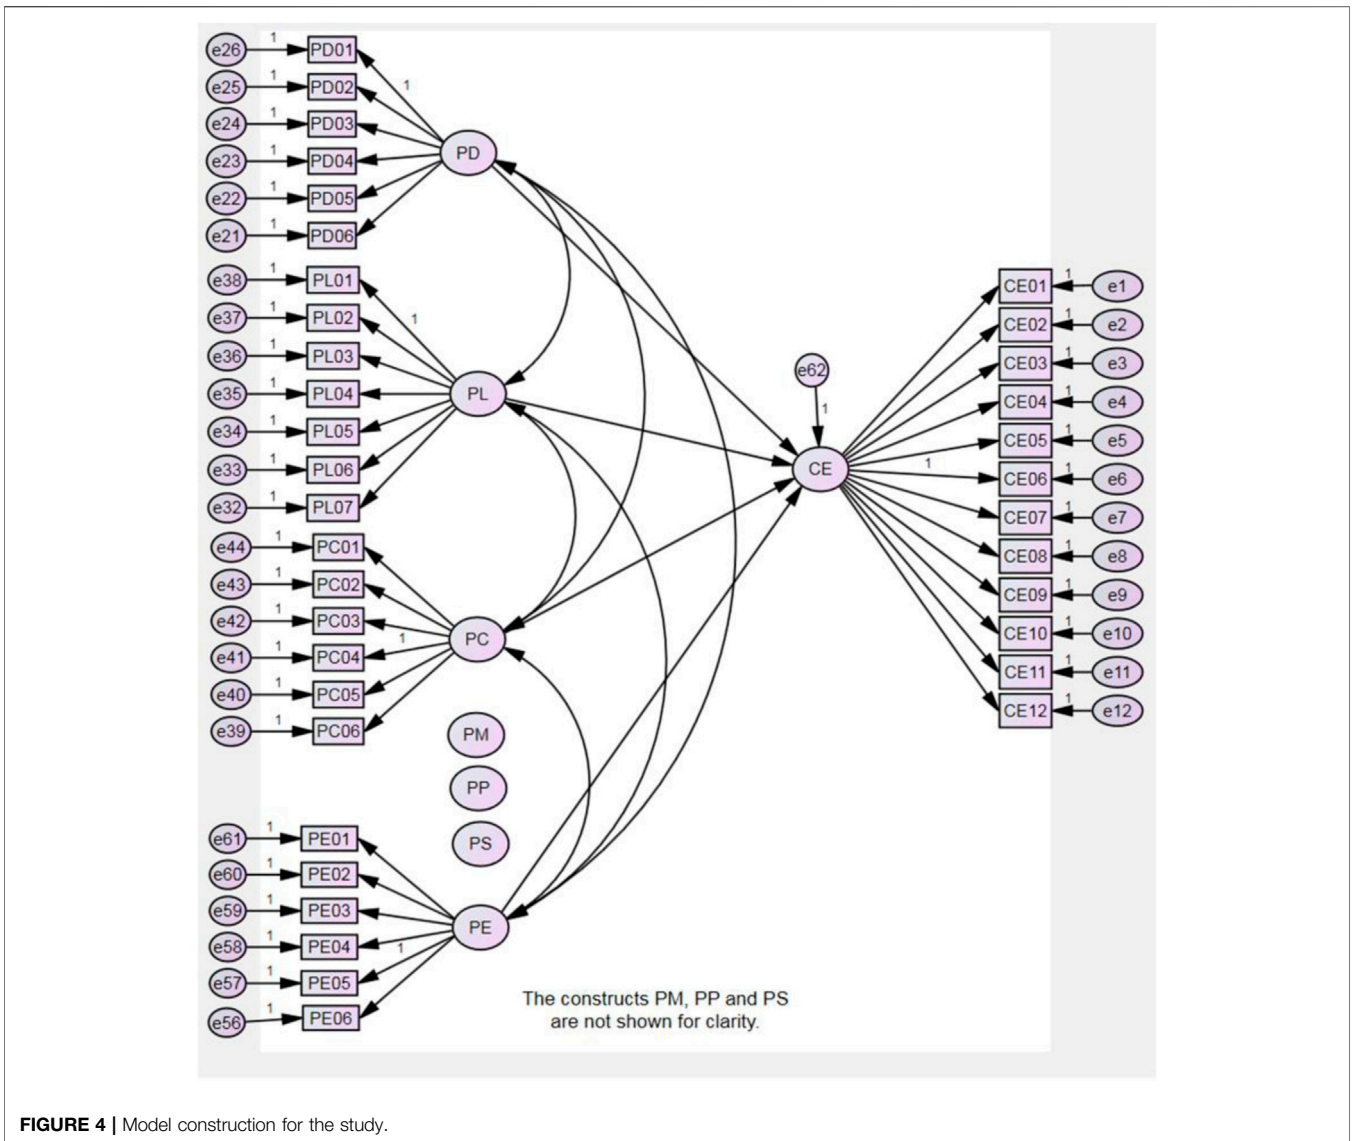 e26 1 PD01
e25 1 PD02 1
e24 1 PD03
e23 1 PD04 PD
e22 1 PD05
e21 1 PD06
e38 1 PL01
e37 1 PL02 1
e36 1 PL03
e35 1 PL04 PL
e34 1 PL05
e33 1 PL06
e32 1 PL07
e44 1 PC01
e43 1 PC02
e42 1 PC03
e41 1 PC04 1 PC
e40 1 PC05
e39 1 PC06
PM
PP
PS
e61 1 PE01
e60 1 PE02
e59 1 PE03
e58 1 PE04 1 PE
e57 1 PE05
e56 1 PE06
e62
1
CE
1
CE01 1 e1
CE02 1 e2
CE03 1 e3
CE04 1 e4
CE05 1 e5
CE06 1 e6
CE07 1 e7
CE08 1 e8
CE09 1 e9
CE10 1 e10
CE11 1 e11
CE12 1 e12
The constructs PM, PP and PS
are not shown for clarity.
FIGURE 4 | Model construction for the study.